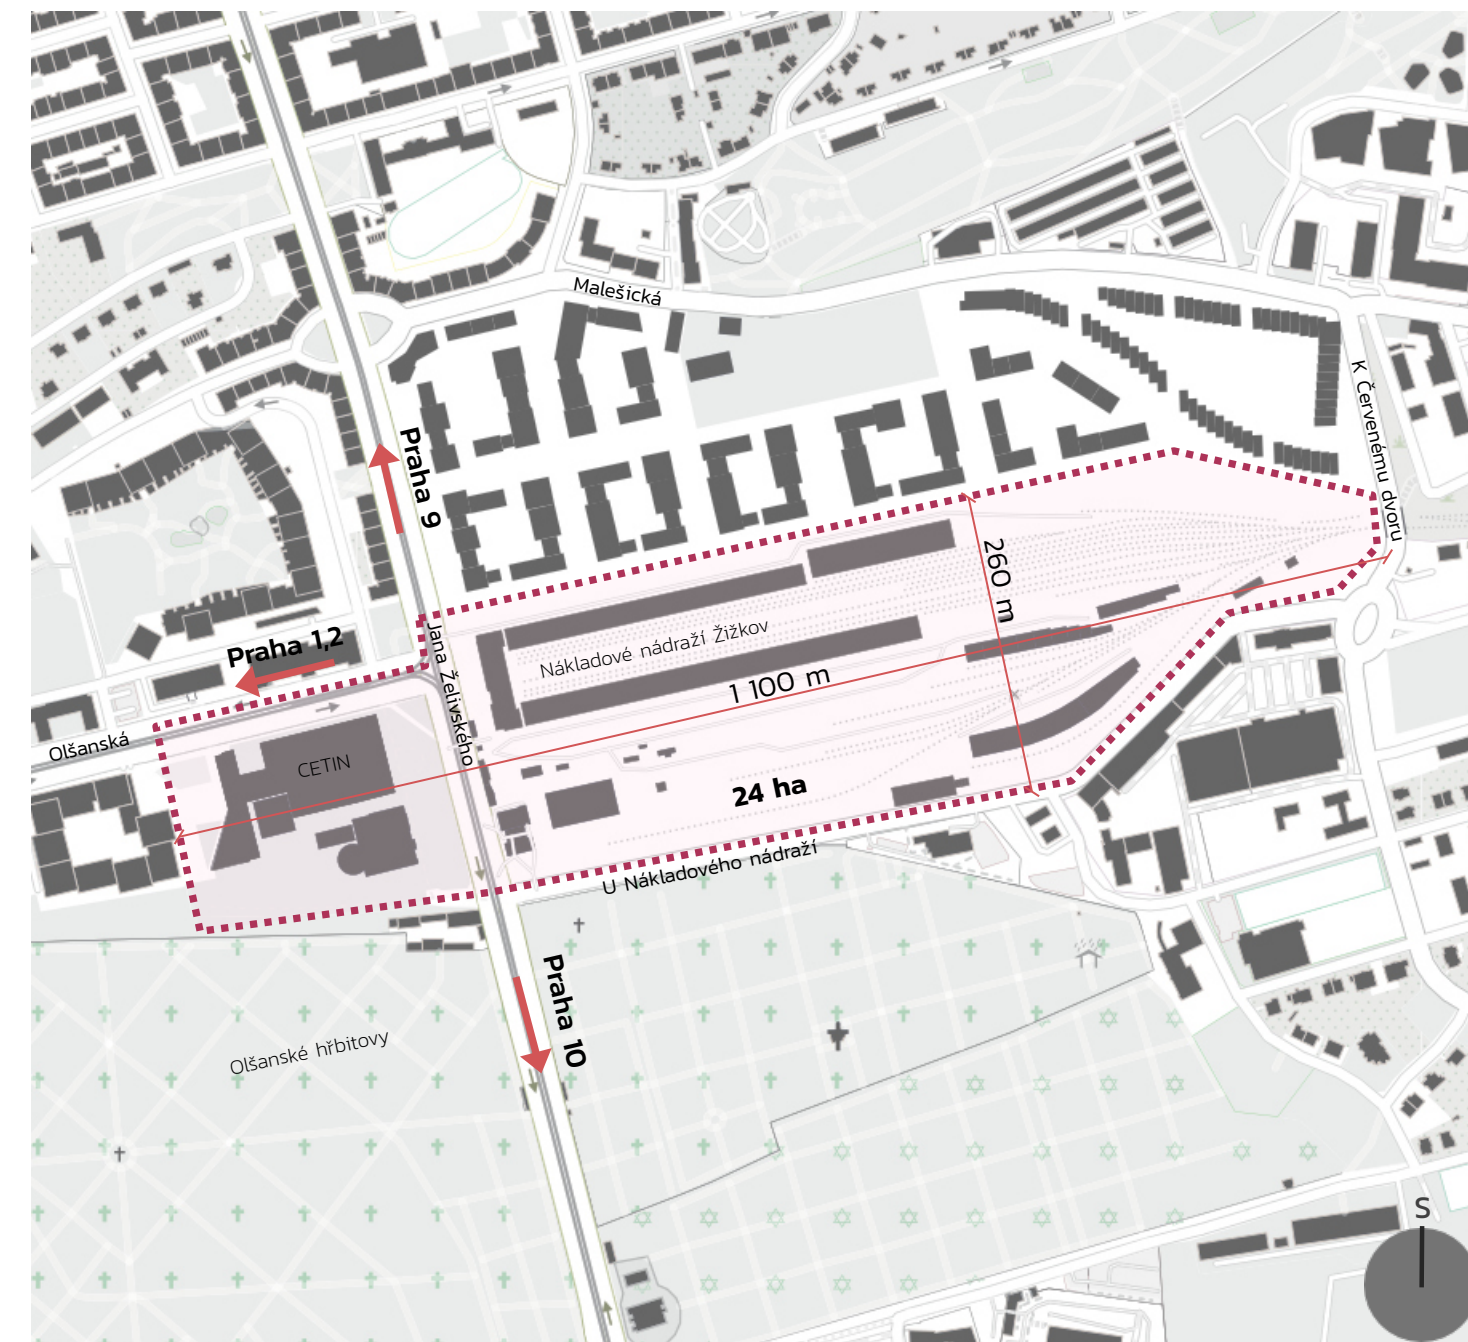 Malešická
K Červenému dvoru
Praha 9
260 m
Praha 1,2
Jana Želivského
Nákladové nádraží Žižkov
1 100 m
Olšanská
CETIN
24 ha
U Nákladového nádraží
Praha 10
Olšanské hřbitovy
S